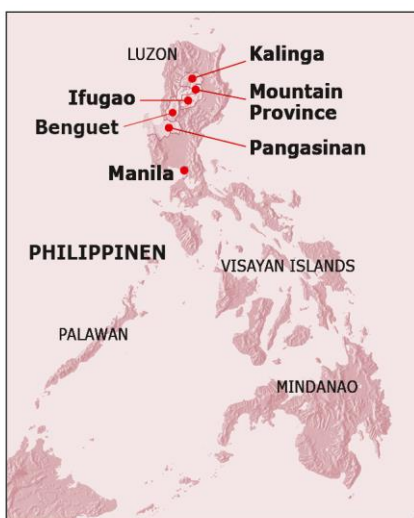 LUZON
Kalinga
Mountain
Province
Ifugao
Benguet
Pangasinan
Manila
PHILIPPINEN
VISAYAN ISLANDS
PALAWAN
MINDANAO